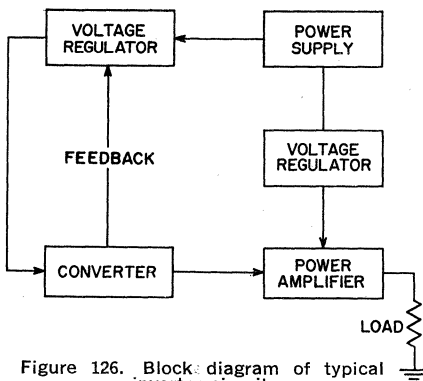 VOLTAGE
REGULATOR
POWER
SUPPLY
FEEDBACK
VOLTAGE
REGULATOR
CONVERTER
POWER
AMPLIFIER
LOAD
Figure 126. Block diagram of typical